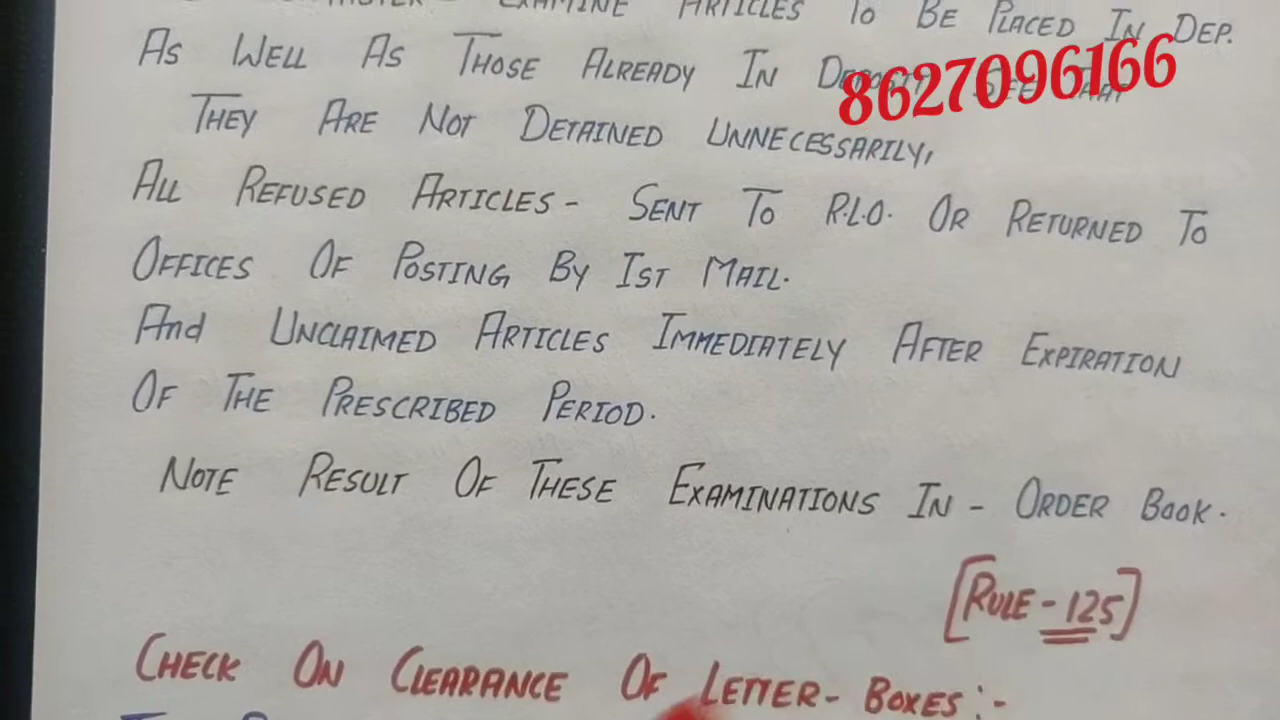 EXAMINE ARTICLES TO BE PLACED IN DEP.
AS WELL AS THOSE ALREADY IN
8627096166
THEY ARE NOT DETAINED UNNECESSARILY,
ALL REFUSED ARTICLES - SENT TO R.L.O. OR RETURNED TO
OFFICES OF POSTING BY IST MAIL.
And UNCLAIMED ARTICLES IMMEDIATELY AFTER EXPIRATION
OF THE PRESCRIBED PERIOD.
NOTE RESULT OF THESE EXAMINATIONS IN - ORDER BOOK.
[RULE - 125]
CHECK ON CLEARANCE OF LETTER - BOXES :-